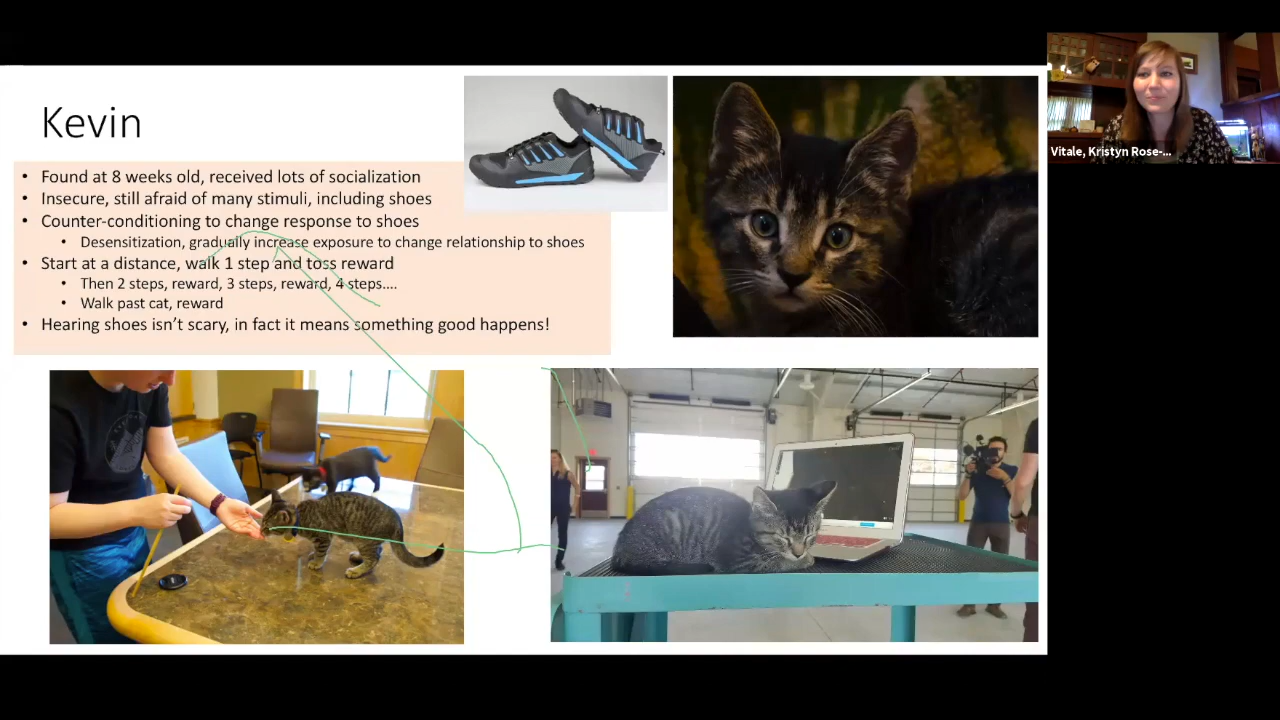 Kevin
• Found at 8 weeks old, received lots of socialization
• Insecure, still afraid of many stimuli, including shoes
• Counter-conditioning to change response to shoes
• Desensitization, gradually increase exposure to change relationship to shoes
• Start at a distance, walk 1 step and toss reward
• Then 2 steps, reward, 3 steps, reward, 4 steps....
• Walk past cat, reward
• Hearing shoes isn't scary, in fact it means something good happens!
Vitale, Kristyn Rose-...